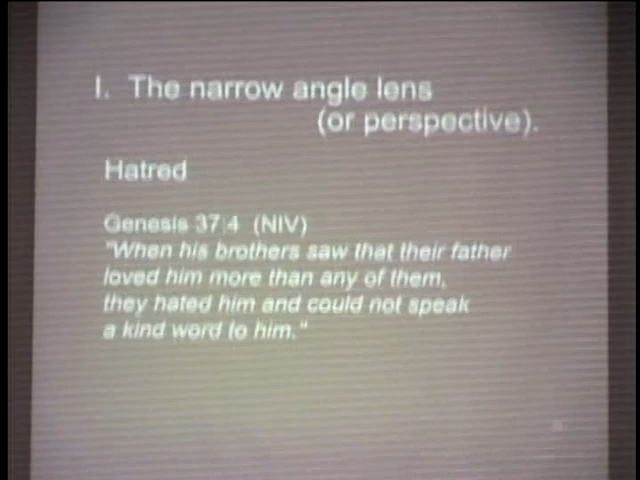 I. The narrow angle lens
(or perspective).
Hatred
Genesis 37:4 (NIV)
"When his brothers saw that their father
loved him more than any of them,
they hated him and could not speak
a kind word to him."